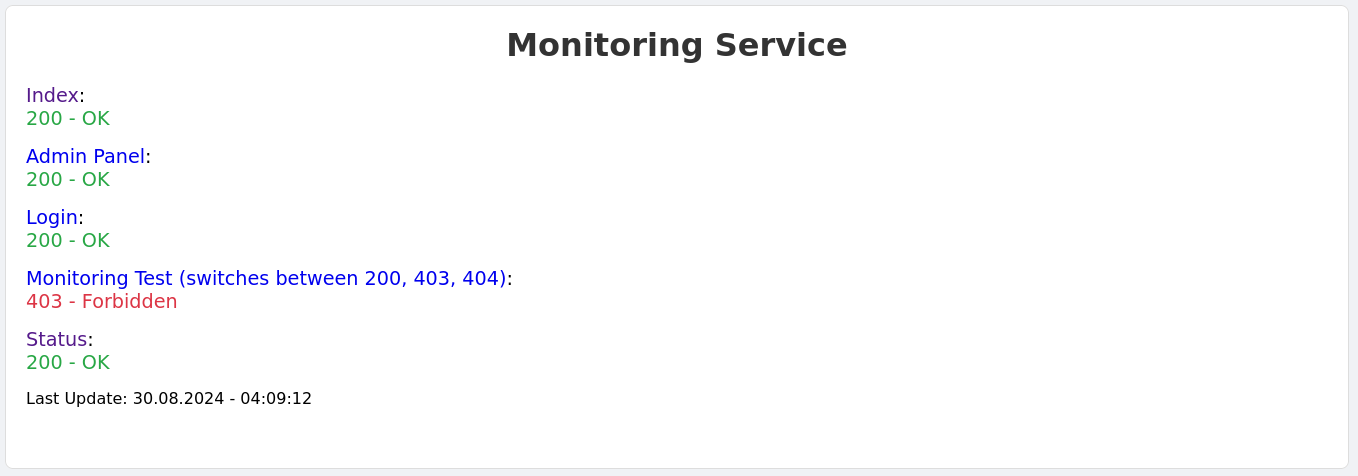 Monitoring Service
Index:
200 - OK
Admin Panel:
200 - OK
Login:
200 - OK
Monitoring Test (switches between 200, 403, 404):
403 - Forbidden
Status:
200 - OK
Last Update: 30.08.2024 - 04:09:12